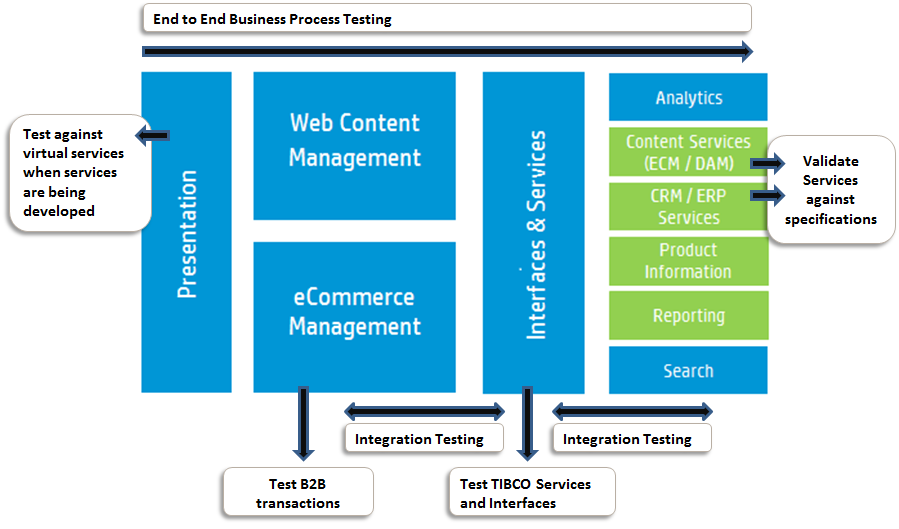 End to End Business Process Testing
Test against
virtual services
when services
are being
developed
Presentation
Web Content
Management
eCommerce
Management
Interfaces & Services
Analytics
Content Services
(ECM / DAM)
CRM / ERP
Services
Product
Information
Reporting
Search
Validate
Services
against
specifications
Integration Testing
Integration Testing
Test B2B
transactions
Test TIBCO Services
and Interfaces